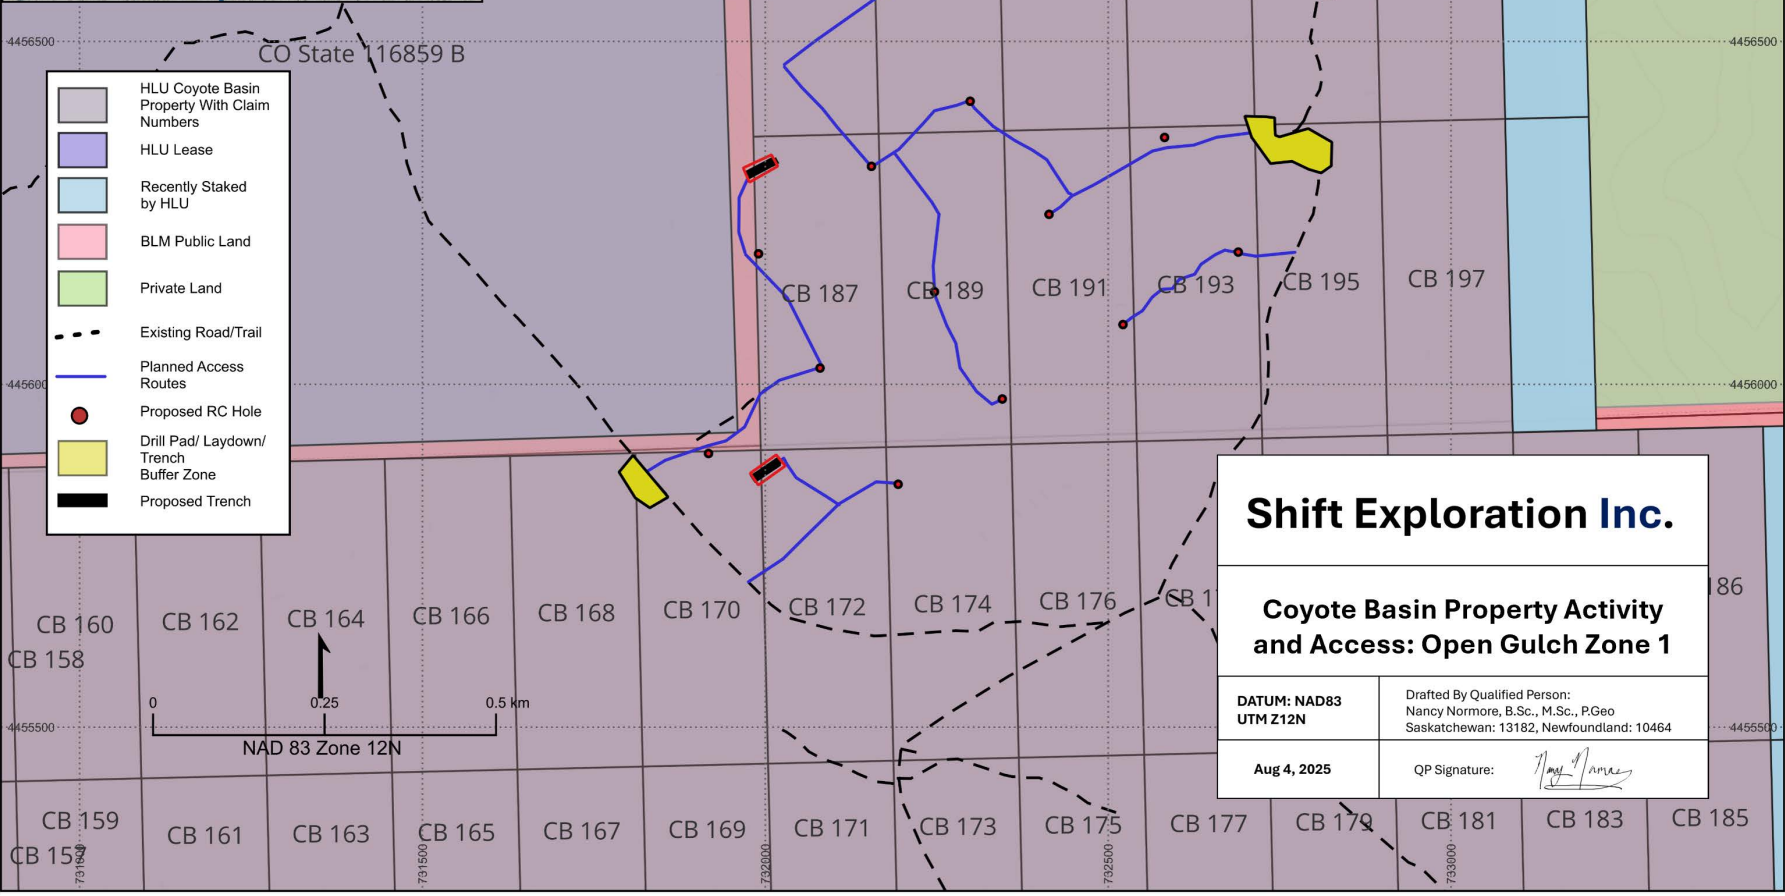 4456500
4456500
CO State 116859 B
HLU Coyote Basin
Property With Claim
Numbers
HLU Lease
Recently Staked
by HLU
BLM Public Land
Private Land
Existing Road/Trail
Planned Access
Routes
Proposed RC Hole
Drill Pad/ Laydown/
Trench
Buffer Zone
Proposed Trench
CB 187
CB 189
CB 191
CB 193
CB 195
CB 197
4456000
Shift Exploration Inc.
Coyote Basin Property Activity
and Access: Open Gulch Zone 1
DATUM: NAD83
UTM Z12N
Drafted By Qualified Person:
Nancy Normore, B.Sc., M.Sc., P.Geo
Saskatchewan: 13182, Newfoundland: 10464
Aug 4, 2025
QP Signature:
CB 160
CB 162
CB 164
CB 166
CB 168
CB 170
CB 172
CB 174
CB 176
CB 158
0
0.25
0.5 km
NAD 83 Zone 12N
4455500
4455500
CB 159
CB 161
CB 163
CB 165
CB 167
CB 169
CB 171
CB 173
CB 175
CB 177
CB 179
CB 181
CB 183
CB 185
CB 157
731500
732000
732500
733000